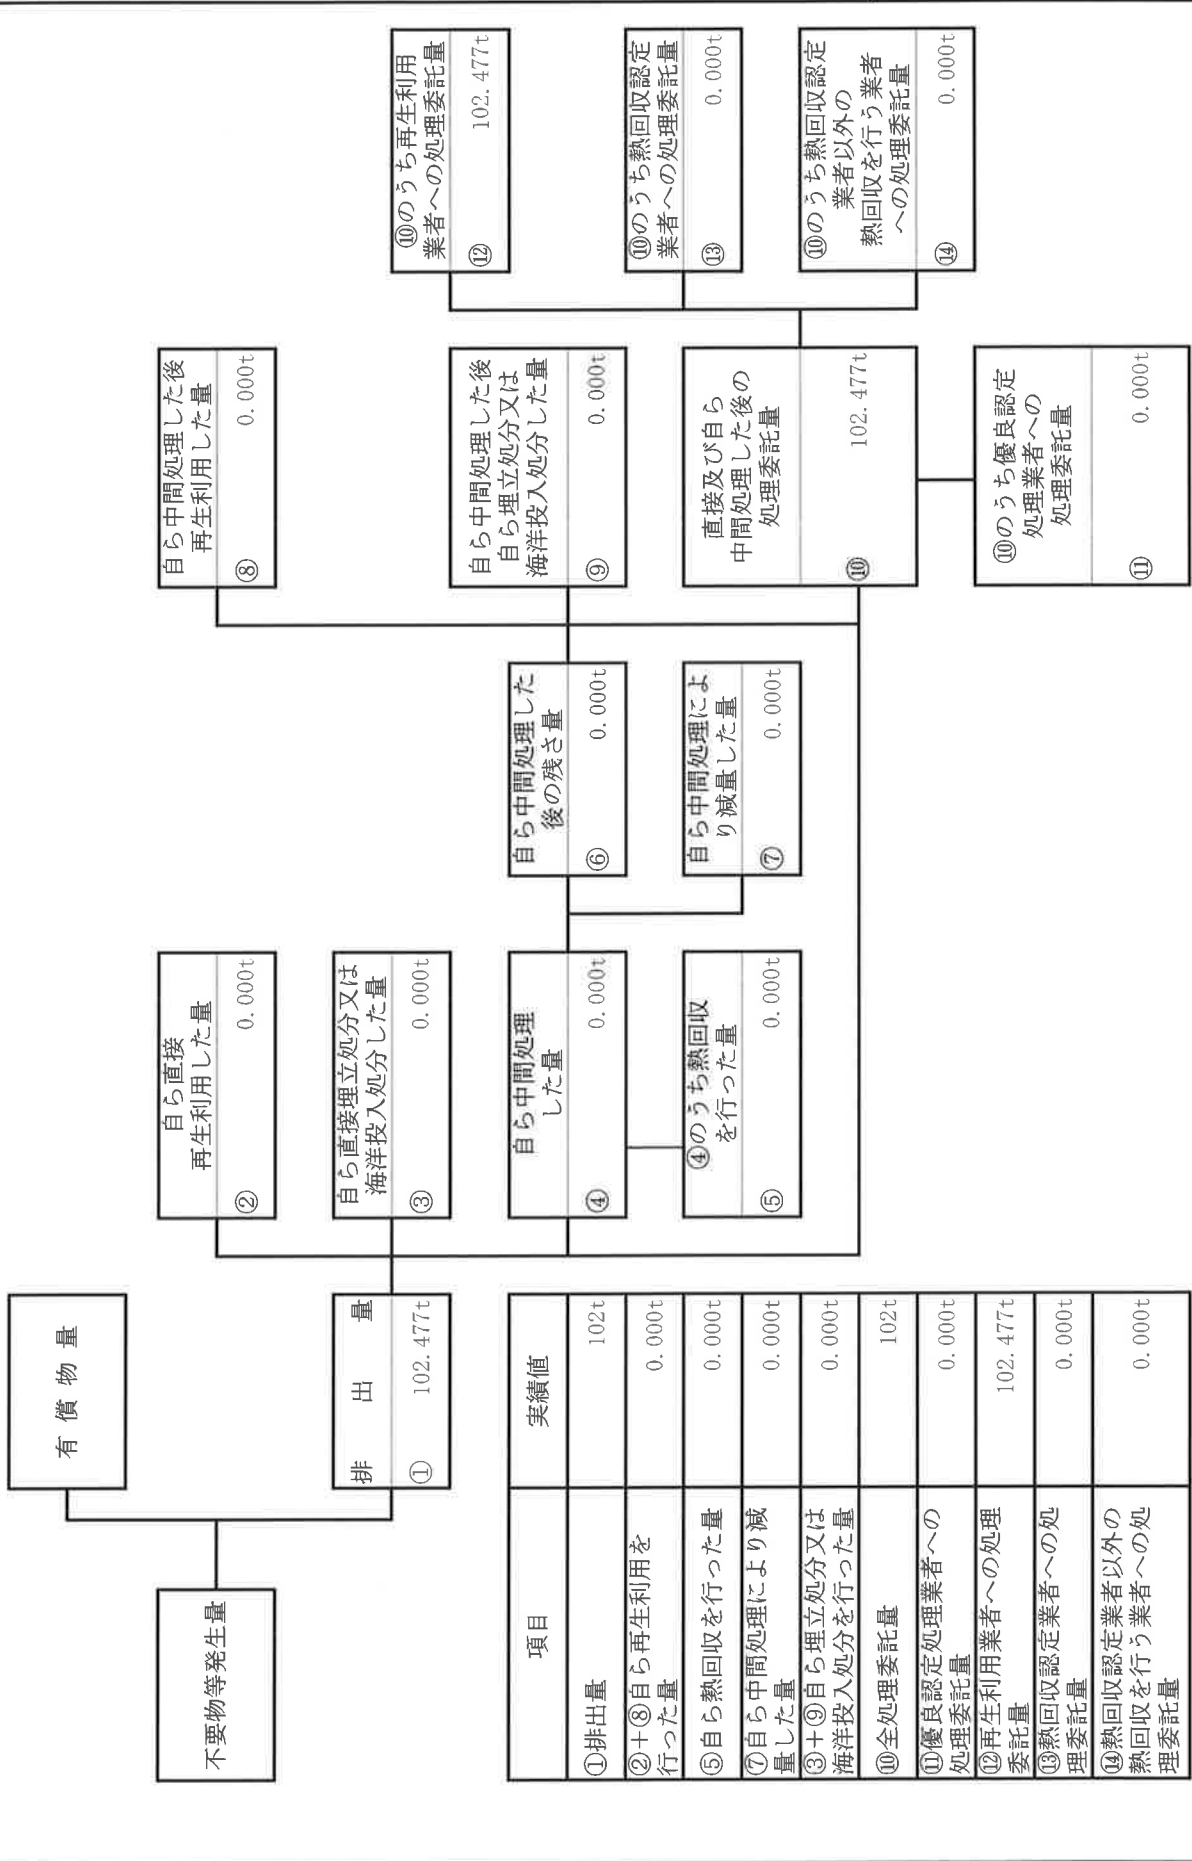 有償物量
不要物等発生量
排出量
① 102.477t
自ら直接
再生利用した量
② 0.000t
自ら直接埋立処分又は
海洋投入処分した量
③ 0.000t
自ら中間処理
した量
④ 0.000t
④のうち熱回収
を行った量
⑤ 0.000t
自ら中間処理した
後の残さ量
⑥ 0.000t
自ら中間処理によ
り減量した量
⑦ 0.000t
自ら中間処理した後
再生利用した量
⑧ 0.000t
自ら中間処理した後
自ら埋立処分又は
海洋投入処分した量
⑨ 0.000t
直接及び自ら
中間処理した後の
処理委託量
⑩ 102.477t
⑩のうち優良認定
処理業者への
処理委託量
⑪ 0.000t
⑩のうち再生利用
業者への処理委託量
⑫ 102.477t
⑩のうち熱回収認定
業者への処理委託量
⑬ 0.000t
⑩のうち熱回収認定
業者以外の
熱回収を行う業者
への処理委託量
⑭ 0.000t
項目 実績値
①排出量 102t
②+⑧自ら再生利用を
行った量 0.000t
⑤自ら熱回収を行った量 0.000t
⑦自ら中間処理により減
量した量 0.000t
③+⑨自ら埋立処分又は
海洋投入処分を行った量 0.000t
⑩全処理委託量 102t
⑪優良認定処理業者への
処理委託量 0.000t
⑫再生利用業者への処理
委託量 102.477t
⑬熱回収認定業者への処
理委託量 0.000t
⑭熱回収認定業者以外の
熱回収を行う業者への処
理委託量 0.000t